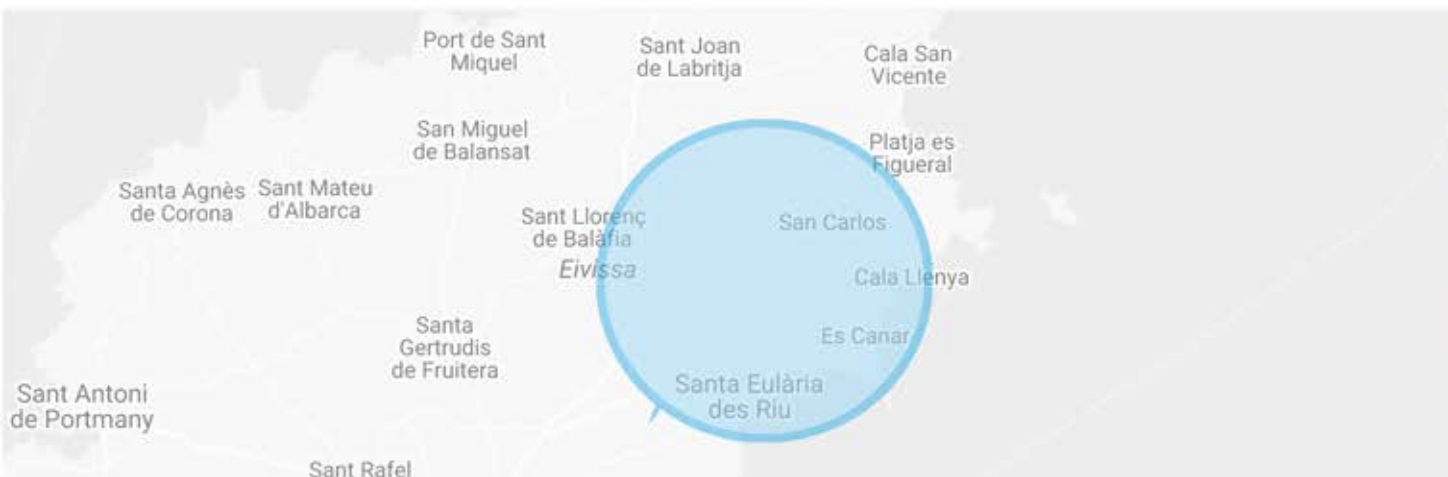 Port de Sant
Miquel
Sant Joan
de Labritja
Cala San
Vicente
San Miguel
de Balansat
Platja es
Figueral
Santa Agnès
de Corona
Sant Mateu
d'Albarca
Sant Llorenç
de Balàfia
San Carlos
Eivissa
Cala Llenya
Santa
Gertrudis
de Fruitera
Es Canar
Sant Antoni
de Portmany
Santa Eulària
des Riu
Sant Rafel